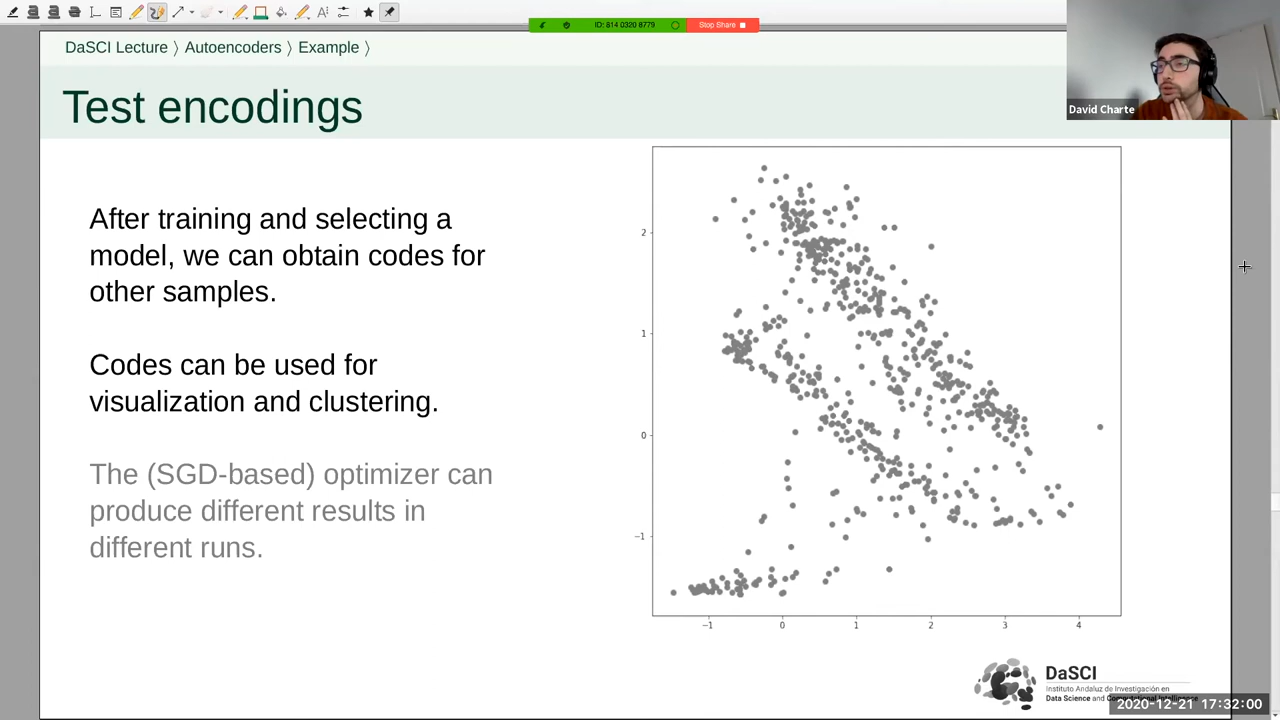 ID: 814 0320 8779
Stop Share
DaSCI Lecture 〉 Autoencoders 〉 Example 〉
David Charte
Test encodings
After training and selecting a
model, we can obtain codes for
other samples.
Codes can be used for
visualization and clustering.
The (SGD-based) optimizer can
produce different results in
different runs.
2
1
0
−1
−1
0
1
2
3
4
DaSCI
Instituto Andaluz de Investigación en
Data Science and Computational Intelligence
2020-12-21 17:32:00